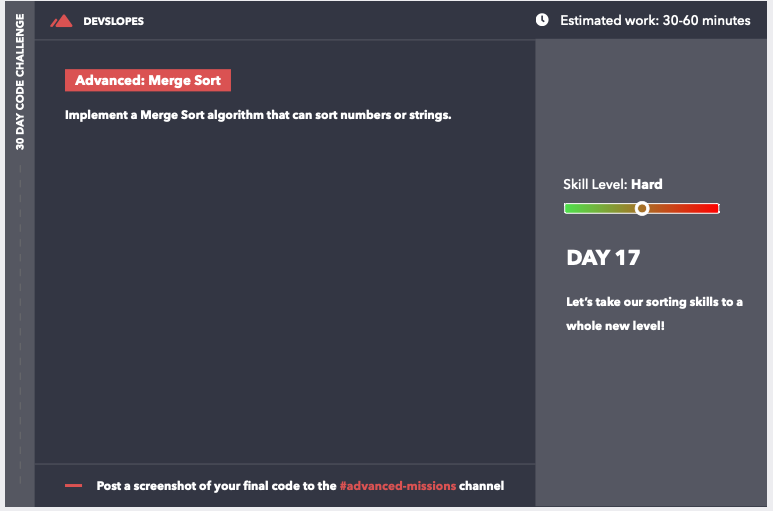 30 DAY CODE CHALLENGE
DEVSLOPES
Estimated work: 30-60 minutes
Advanced: Merge Sort
Implement a Merge Sort algorithm that can sort numbers or strings.
Skill Level: Hard
DAY 17
Let's take our sorting skills to a
whole new level!
Post a screenshot of your final code to the #advanced-missions channel